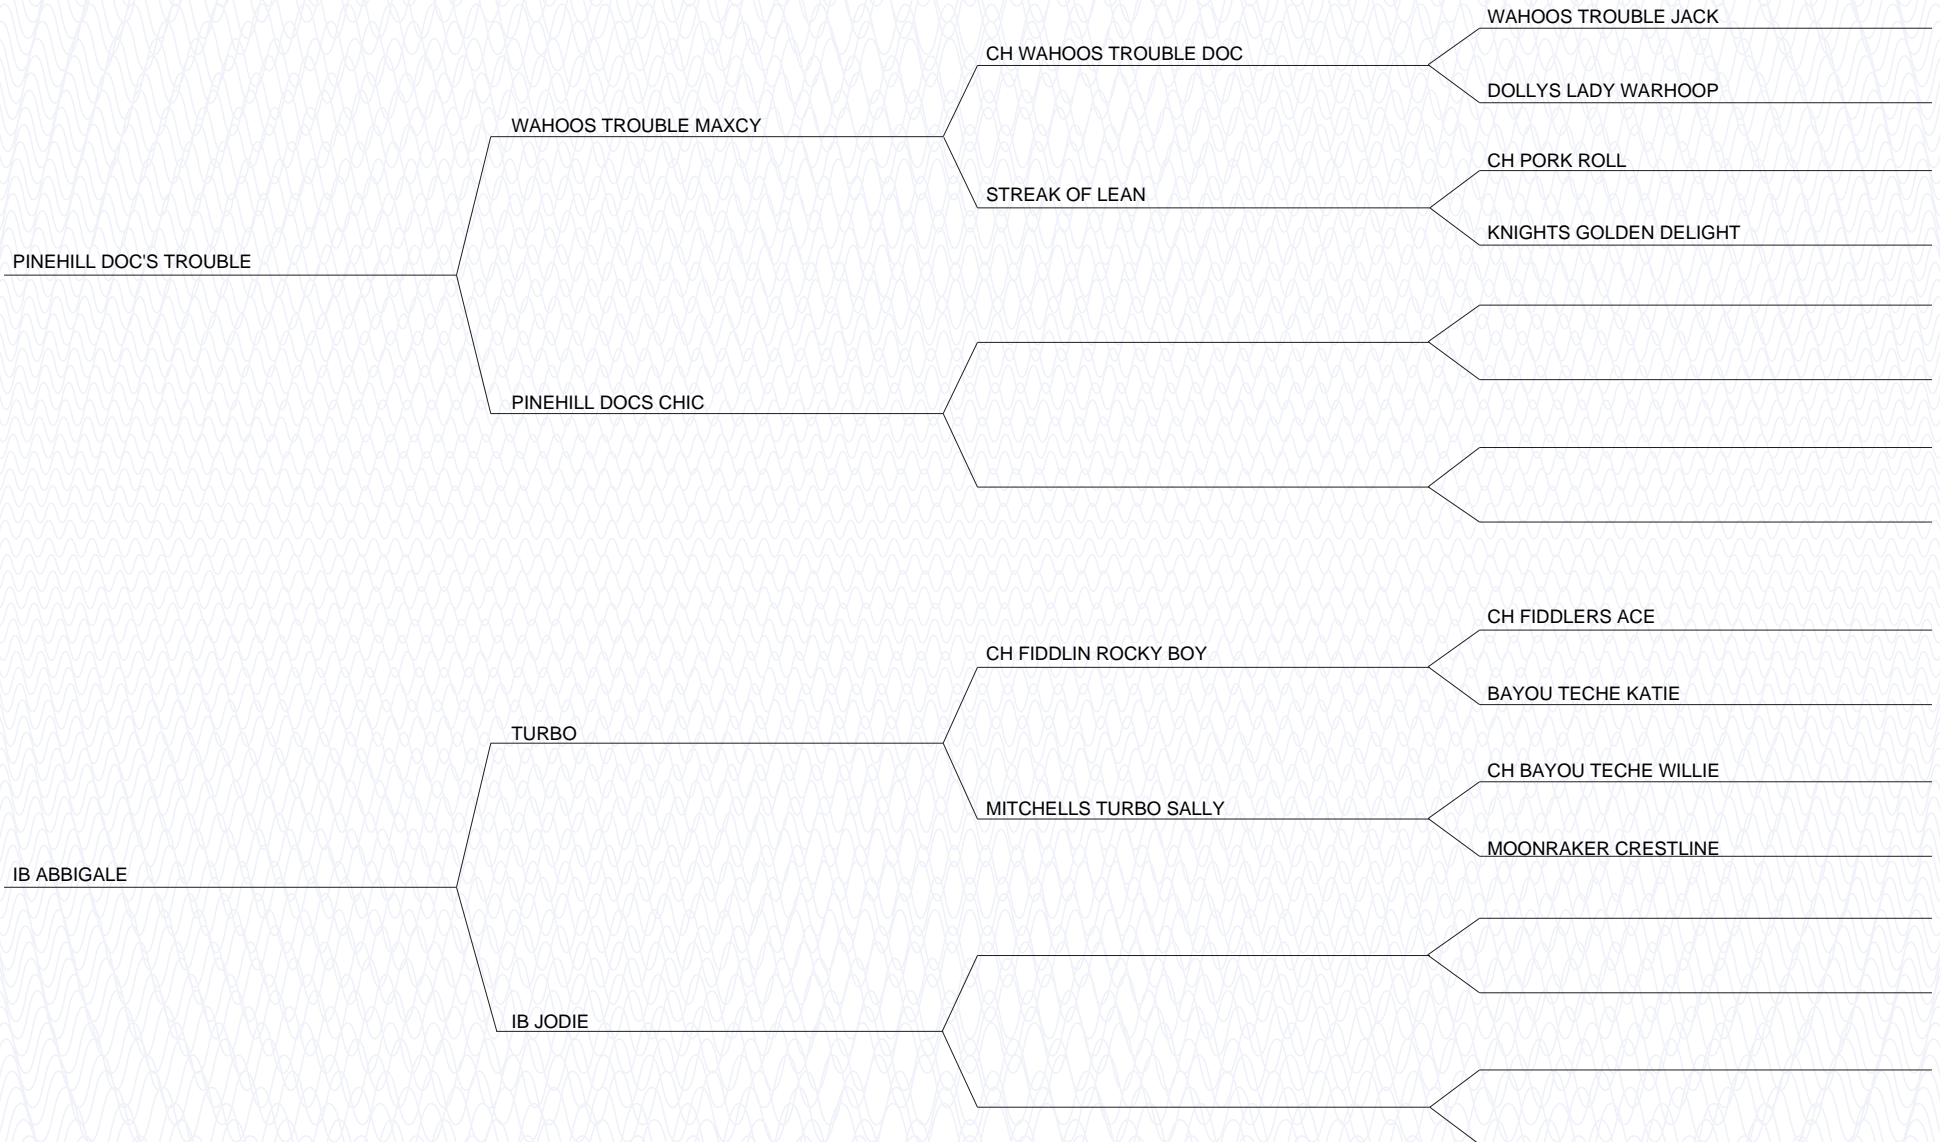 WAHOOS TROUBLE JACK
CH WAHOOS TROUBLE DOC
DOLLYS LADY WARHOOP
WAHOOS TROUBLE MAXCY
CH PORK ROLL
STREAK OF LEAN
KNIGHTS GOLDEN DELIGHT
PINEHILL DOC'S TROUBLE
PINEHILL DOCS CHIC
CH FIDDLERS ACE
CH FIDDLIN ROCKY BOY
BAYOU TECHE KATIE
TURBO
CH BAYOU TECHE WILLIE
MITCHELLS TURBO SALLY
MOONRAKER CRESTLINE
IB ABBIGALE
IB JODIE